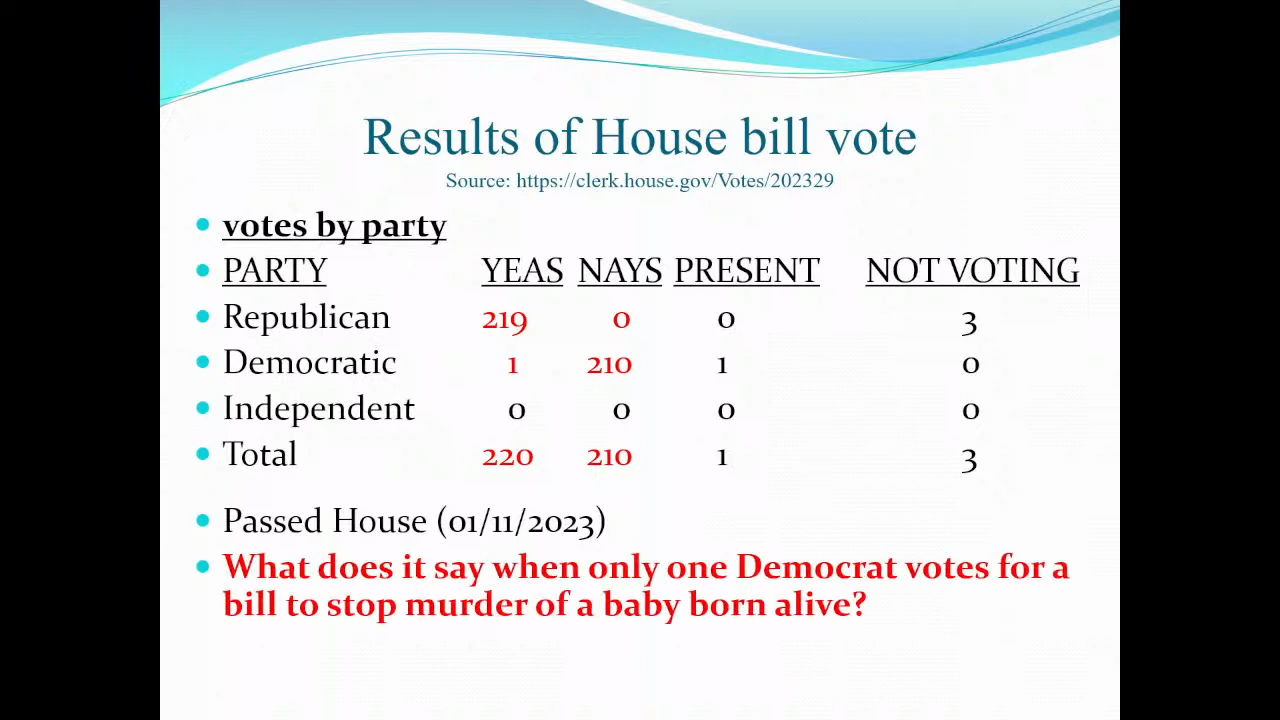 Results of House bill vote
Source: https://clerk.house.gov/Votes/202329
votes by party
PARTY YEAS NAYS PRESENT NOT VOTING
Republican 219 0 0 3
Democratic 1 210 1 0
Independent 0 0 0 0
Total 220 210 1 3
Passed House (01/11/2023)
What does it say when only one Democrat votes for a
bill to stop murder of a baby born alive?